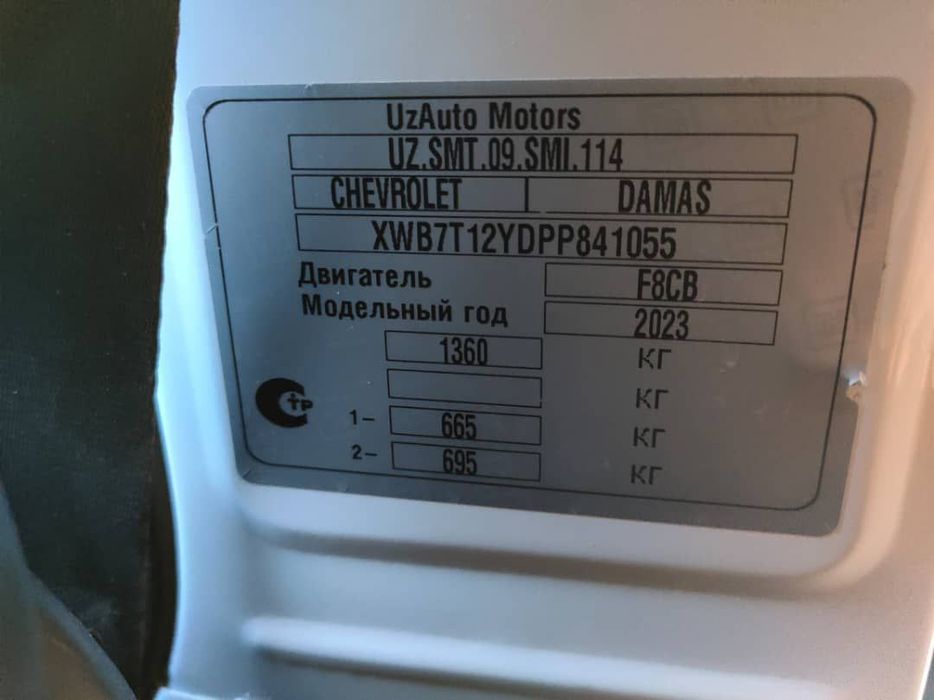 UzAuto Motors
UZ.SMT.09.SMI.114
CHEVROLET DAMAS
XWB7T12YDPP841055
Двигатель F8CB
Модельный год 2023
1360 КГ
КГ
1- 665 КГ
2- 695 КГ
СТР